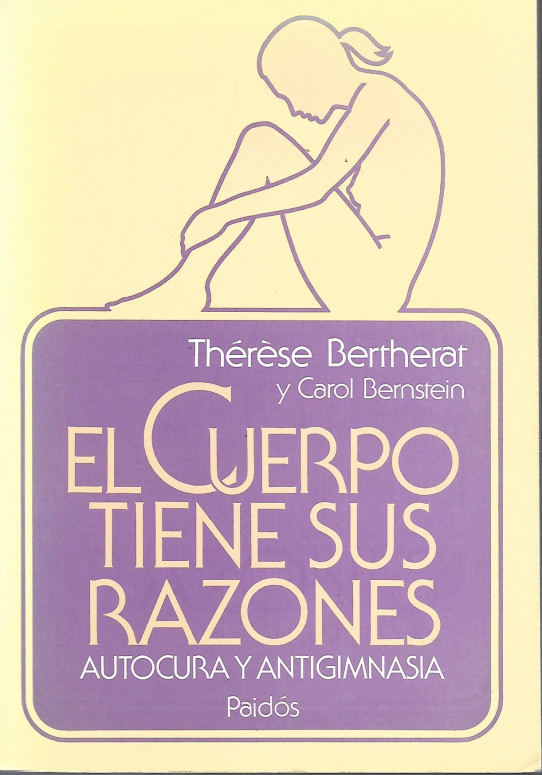 Thérèse Bertherat
y Carol Bernstein
EL CUERPO
TIENE SUS
RAZONES
AUTOCURA Y ANTIGIMNASIA
Paidós